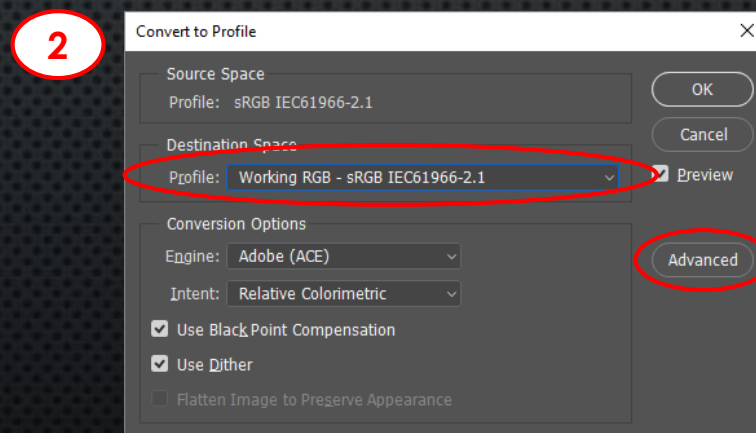 2
Convert to Profile
Source Space
Profile: sRGB IEC61966-2.1
Destination Space
Profile: Working RGB - sRGB IEC61966-2.1
Conversion Options
Engine: Adobe (ACE)
Intent: Relative Colorimetric
Use Black Point Compensation
Use Dither
Flatten Image to Preserve Appearance
OK
Cancel
Preview
Advanced